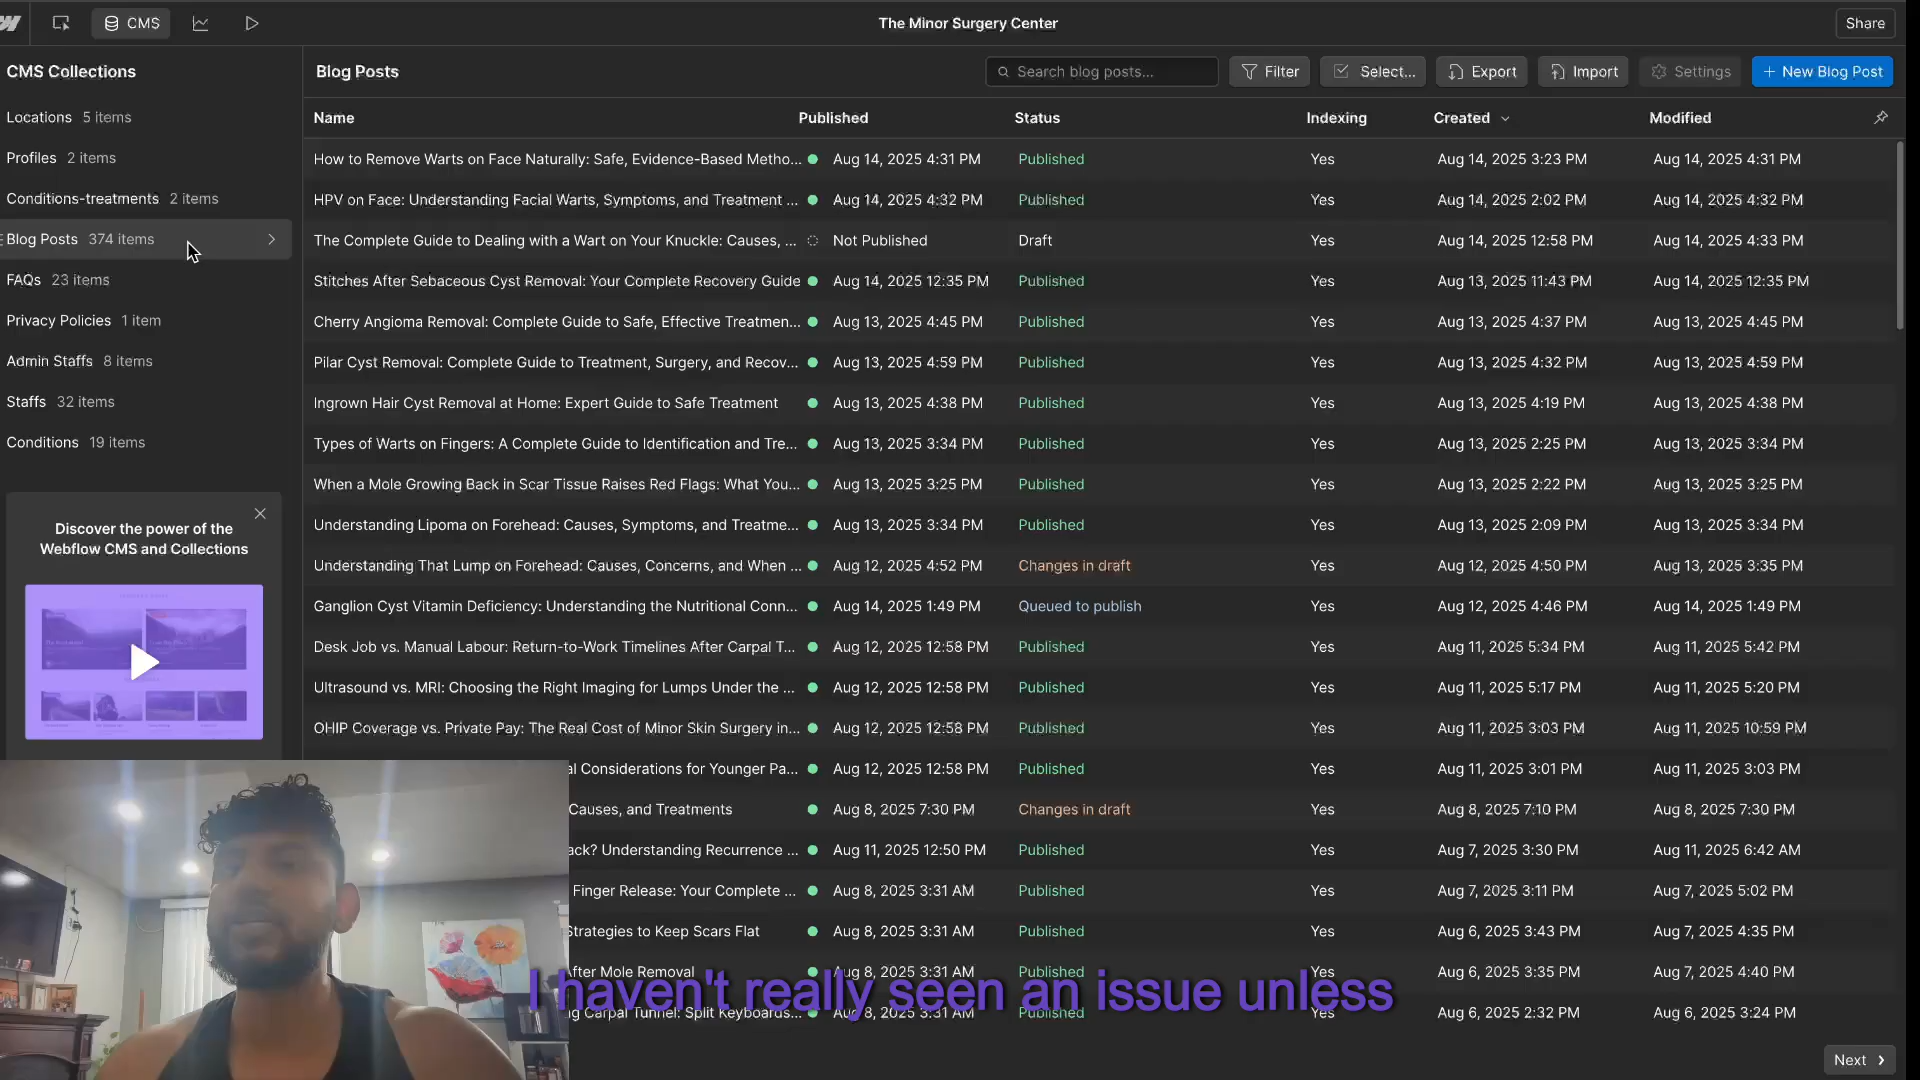 CMS
The Minor Surgery Center
Share
CMS Collections
Locations 5 items
Profiles 2 items
Conditions-treatments 2 items
Blog Posts 374 items
FAQs 23 items
Privacy Policies 1 item
Admin Staffs 8 items
Staffs 32 items
Conditions 19 items
Discover the power of the
Webflow CMS and Collections
Blog Posts
Search blog posts...
Filter
Select...
Export
Import
Settings
+ New Blog Post
Name Published Status Indexing Created Modified
How to Remove Warts on Face Naturally: Safe, Evidence-Based Metho... Aug 14, 2025 4:31 PM Published Yes Aug 14, 2025 3:23 PM Aug 14, 2025 4:31 PM
HPV on Face: Understanding Facial Warts, Symptoms, and Treatment ... Aug 14, 2025 4:32 PM Published Yes Aug 14, 2025 2:02 PM Aug 14, 2025 4:32 PM
The Complete Guide to Dealing with a Wart on Your Knuckle: Causes, ... Not Published Draft Yes Aug 14, 2025 12:58 PM Aug 14, 2025 4:33 PM
Stitches After Sebaceous Cyst Removal: Your Complete Recovery Guide Aug 14, 2025 12:35 PM Published Yes Aug 13, 2025 11:43 PM Aug 14, 2025 12:35 PM
Cherry Angioma Removal: Complete Guide to Safe, Effective Treatmen... Aug 13, 2025 4:45 PM Published Yes Aug 13, 2025 4:37 PM Aug 13, 2025 4:45 PM
Pilar Cyst Removal: Complete Guide to Treatment, Surgery, and Recov... Aug 13, 2025 4:59 PM Published Yes Aug 13, 2025 4:32 PM Aug 13, 2025 4:59 PM
Ingrown Hair Cyst Removal at Home: Expert Guide to Safe Treatment Aug 13, 2025 4:38 PM Published Yes Aug 13, 2025 4:19 PM Aug 13, 2025 4:38 PM
Types of Warts on Fingers: A Complete Guide to Identification and Tre... Aug 13, 2025 3:34 PM Published Yes Aug 13, 2025 2:25 PM Aug 13, 2025 3:34 PM
When a Mole Growing Back in Scar Tissue Raises Red Flags: What You... Aug 13, 2025 3:25 PM Published Yes Aug 13, 2025 2:22 PM Aug 13, 2025 3:25 PM
Understanding Lipoma on Forehead: Causes, Symptoms, and Treatme... Aug 13, 2025 3:34 PM Published Yes Aug 13, 2025 2:09 PM Aug 13, 2025 3:34 PM
Understanding That Lump on Forehead: Causes, Concerns, and When ... Aug 12, 2025 4:52 PM Changes in draft Yes Aug 12, 2025 4:50 PM Aug 13, 2025 3:35 PM
Ganglion Cyst Vitamin Deficiency: Understanding the Nutritional Conn... Aug 14, 2025 1:49 PM Queued to publish Yes Aug 12, 2025 4:46 PM Aug 14, 2025 1:49 PM
Desk Job vs. Manual Labour: Return-to-Work Timelines After Carpal T... Aug 12, 2025 12:58 PM Published Yes Aug 11, 2025 5:34 PM Aug 11, 2025 5:42 PM
Ultrasound vs. MRI: Choosing the Right Imaging for Lumps Under the ... Aug 12, 2025 12:58 PM Published Yes Aug 11, 2025 5:17 PM Aug 11, 2025 5:20 PM
OHIP Coverage vs. Private Pay: The Real Cost of Minor Skin Surgery in... Aug 12, 2025 12:58 PM Published Yes Aug 11, 2025 3:03 PM Aug 11, 2025 10:59 PM
al Considerations for Younger Pa... Aug 12, 2025 12:58 PM Published Yes Aug 11, 2025 3:01 PM Aug 11, 2025 3:03 PM
Causes, and Treatments Aug 8, 2025 7:30 PM Changes in draft Yes Aug 8, 2025 7:10 PM Aug 8, 2025 7:30 PM
ack? Understanding Recurrence ... Aug 11, 2025 12:50 PM Published Yes Aug 7, 2025 3:30 PM Aug 11, 2025 6:42 AM
Finger Release: Your Complete ... Aug 8, 2025 3:31 AM Published Yes Aug 7, 2025 3:11 PM Aug 7, 2025 5:02 PM
Strategies to Keep Scars Flat Aug 8, 2025 3:31 AM Published Yes Aug 6, 2025 3:43 PM Aug 7, 2025 4:35 PM
After Mole Removal Aug 8, 2025 3:31 AM Published Yes Aug 6, 2025 3:35 PM Aug 7, 2025 4:40 PM
I haven't really seen an issue unless
ng Carpal Tunnel: Split Keyboards... Aug 8, 2025 3:31 AM Published Yes Aug 6, 2025 2:32 PM Aug 6, 2025 3:24 PM
Next